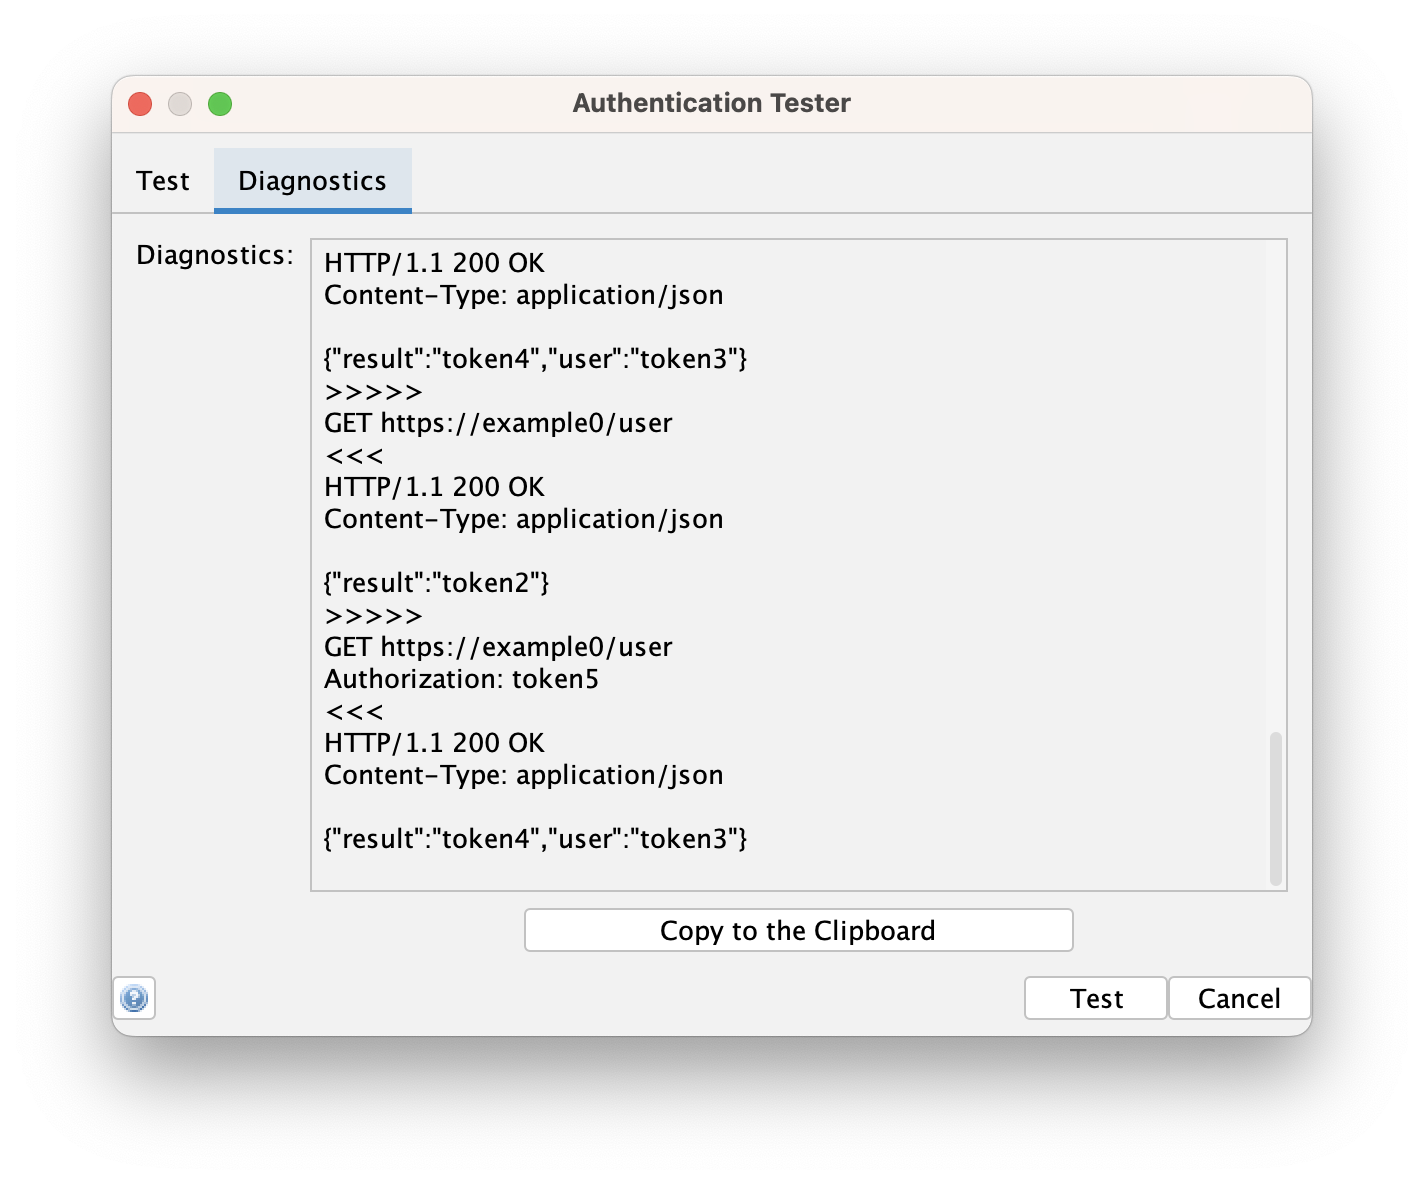 Authentication Tester
Test
Diagnostics
Diagnostics:
HTTP/1.1 200 OK
Content-Type: application/json
{"result":"token4","user":"token3"}
>>>>>
GET https://example0/user
<<<
HTTP/1.1 200 OK
Content-Type: application/json
{"result":"token2"}
>>>>>
GET https://example0/user
Authorization: token5
<<<
HTTP/1.1 200 OK
Content-Type: application/json
{"result":"token4","user":"token3"}
Copy to the Clipboard
?
Test
Cancel